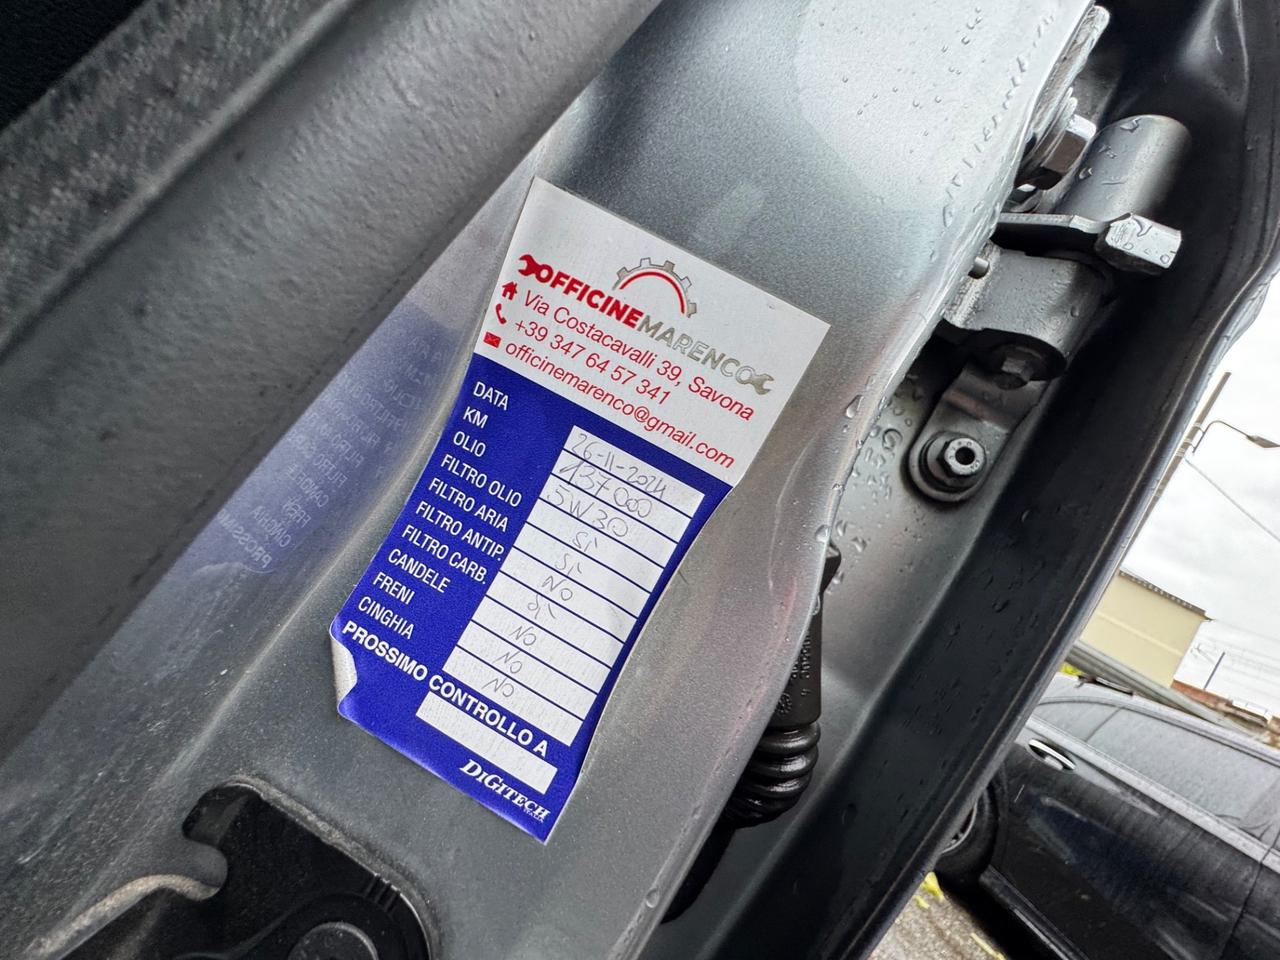 OFFICINEMARENCO
Via Costacavalli 39, Savona
+39 347 64 57 341
officinemarenco@gmail.com
DATA 26-11-2024
KM 137000
OLIO 5W30
FILTRO OLIO SI
FILTRO ARIA SI
FILTRO ANTIP. NO
FILTRO CARB. SI
CANDELE NO
FRENI NO
CINGHIA NO
PROSSIMO CONTROLLO A
DIGITECH
ITALIA